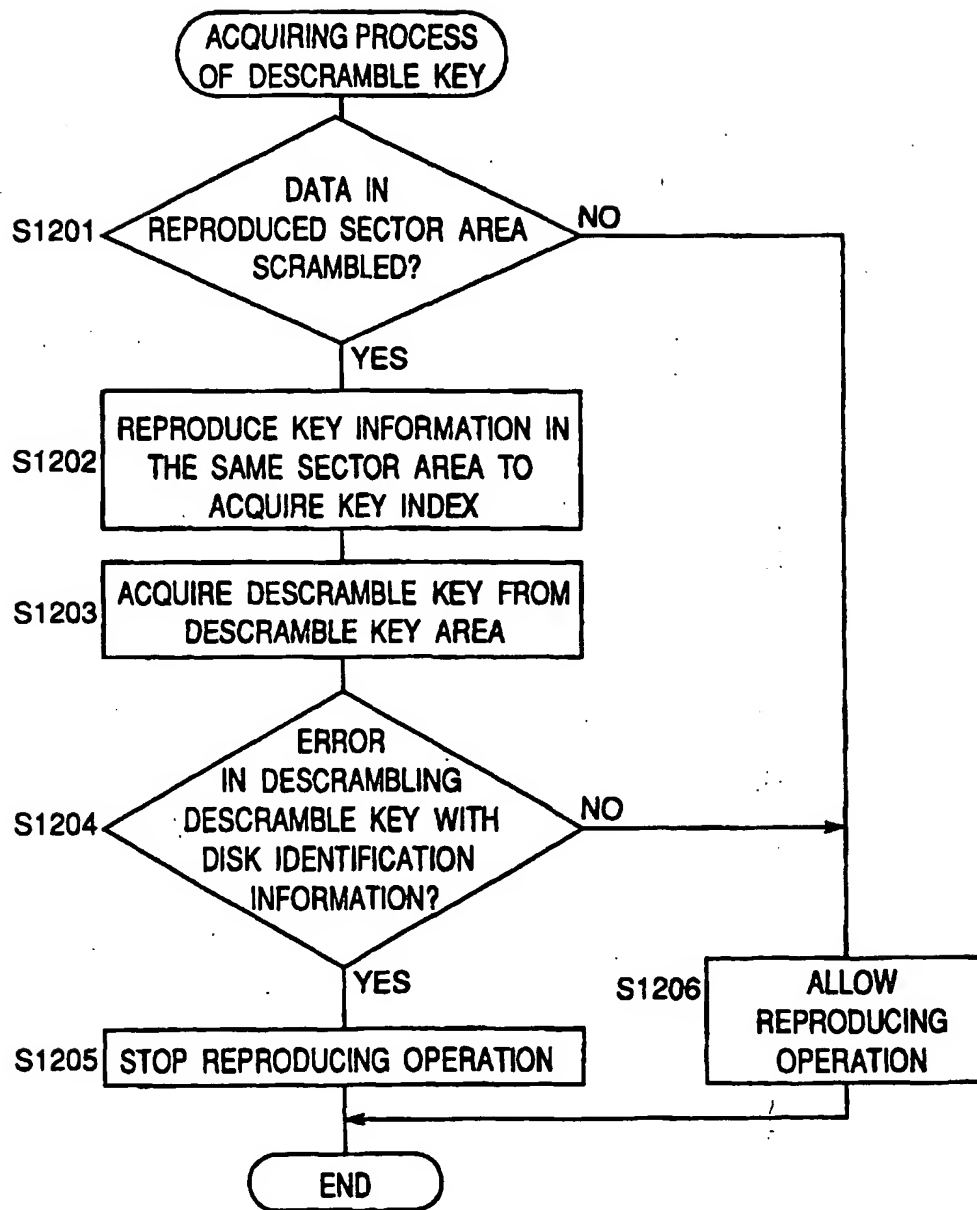 ACQUIRING PROCESS
OF DESCRAMBLE KEY
DATA IN
REPRODUCED SECTOR AREA
SCRAMBLED?
S1201
NO
YES
REPRODUCE KEY INFORMATION IN
THE SAME SECTOR AREA TO
ACQUIRE KEY INDEX
S1202
ACQUIRE DESCRAMBLE KEY FROM
DESCRAMBLE KEY AREA
S1203
ERROR
IN DESCRAMBLING
DESCRAMBLE KEY WITH
DISK IDENTIFICATION
INFORMATION?
S1204
NO
YES
S1205
STOP REPRODUCING OPERATION
S1206
ALLOW
REPRODUCING
OPERATION
END